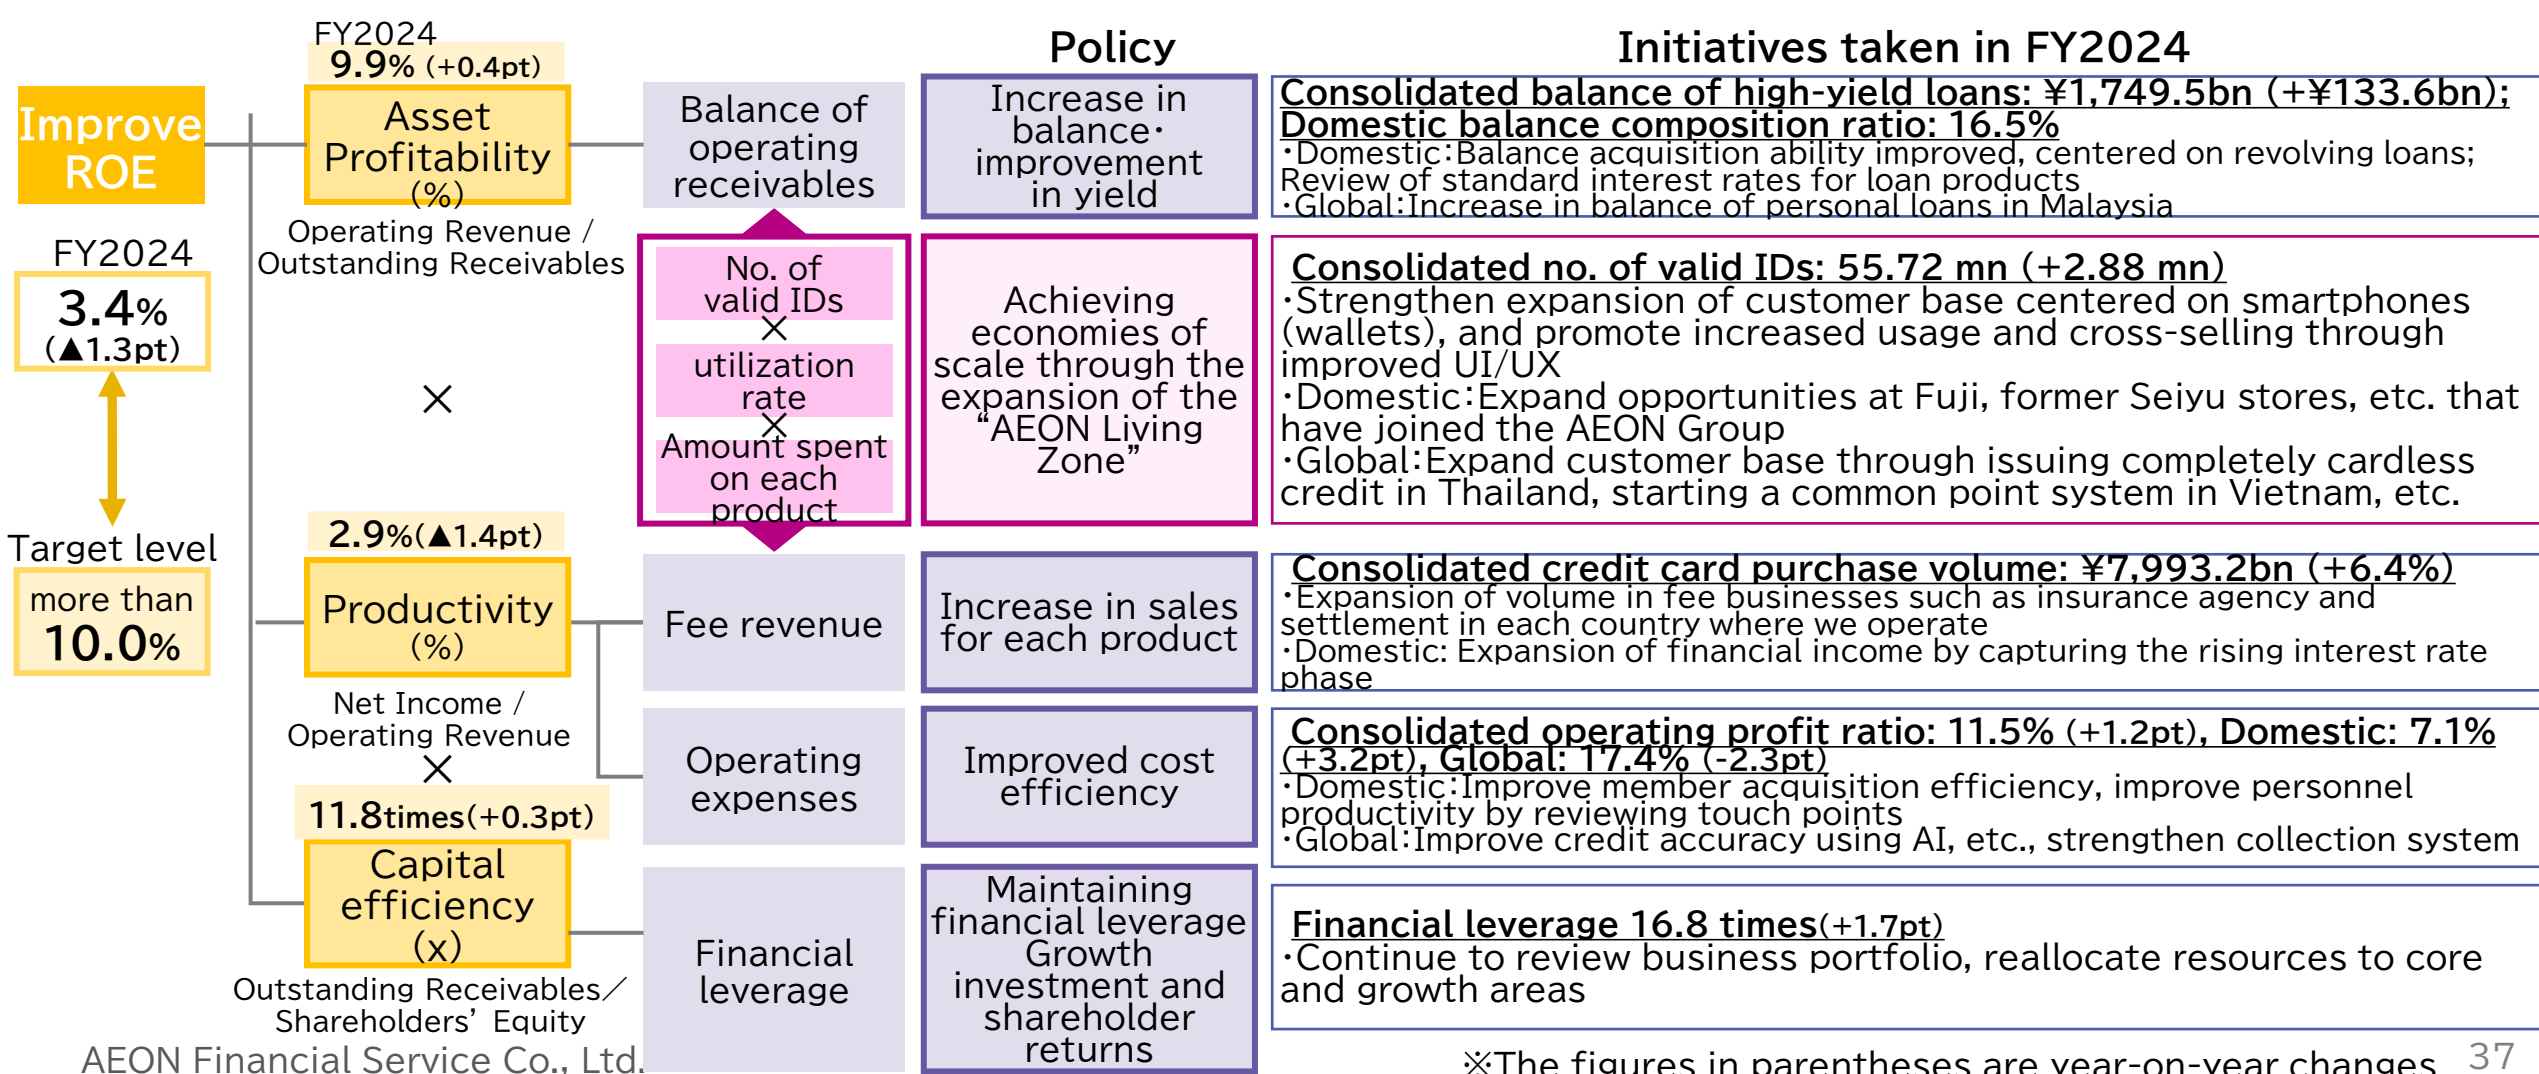 FY2024
9.9% (+0.4pt)
Policy
Initiatives taken in FY2024
Improve
ROE
Asset
Profitability
(%)
Operating Revenue /
Outstanding Receivables
Balance of
operating
receivables
Increase in
balance・
improvement
in yield
Consolidated balance of high-yield loans: ¥1,749.5bn (+¥133.6bn);
Domestic balance composition ratio: 16.5%
・Domestic:Balance acquisition ability improved, centered on revolving loans;
Review of standard interest rates for loan products
・Global:Increase in balance of personal loans in Malaysia
FY2024
3.4%
(▲1.3pt)
Target level
more than
10.0%
×
No. of
valid IDs
×
utilization
rate
×
Amount spent
on each
product
Achieving
economies of
scale through the
expansion of the
“AEON Living
Zone”
Consolidated no. of valid IDs: 55.72 mn (+2.88 mn)
・Strengthen expansion of customer base centered on smartphones
(wallets), and promote increased usage and cross-selling through
improved UI/UX
・Domestic:Expand opportunities at Fuji, former Seiyu stores, etc. that
have joined the AEON Group
・Global:Expand customer base through issuing completely cardless
credit in Thailand, starting a common point system in Vietnam, etc.
2.9%(▲1.4pt)
Productivity
(%)
Net Income /
Operating Revenue
×
Fee revenue
Increase in sales
for each product
Consolidated credit card purchase volume: ¥7,993.2bn (+6.4%)
・Expansion of volume in fee businesses such as insurance agency and
settlement in each country where we operate
・Domestic: Expansion of financial income by capturing the rising interest rate
phase
Operating
expenses
Improved cost
efficiency
Consolidated operating profit ratio: 11.5% (+1.2pt), Domestic: 7.1%
(+3.2pt), Global: 17.4% (-2.3pt)
・Domestic:Improve member acquisition efficiency, improve personnel
productivity by reviewing touch points
・Global:Improve credit accuracy using AI, etc., strengthen collection system
11.8times(+0.3pt)
Capital
efficiency
(x)
Outstanding Receivables／
Shareholders’ Equity
Financial
leverage
Maintaining
financial leverage
Growth
investment and
shareholder
returns
Financial leverage 16.8 times(+1.7pt)
・Continue to review business portfolio, reallocate resources to core
and growth areas
AEON Financial Service Co., Ltd.
※The figures in parentheses are year-on-year changes
37